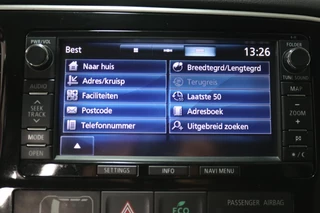 PWR/VOL
FOLDER
Best
13:26
Naar huis
Breedtegrd/Lengtegrd
Adres/kruisp
Terugreis
Faciliteiten
Laatste 50
Postcode
Adresboek
Telefoonnummer
Uitgebreid zoeken
AUDIO
SEEK
TRACK
MODE
OPEN
MAP
ZOOM
SETTINGS
INFO
NAVI MENU
ECO
PASSENGER AIRBAG